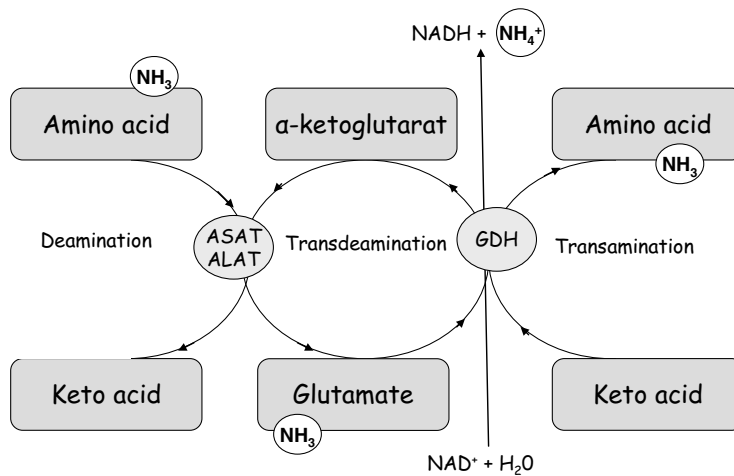 NADH + NH₄⁺
NH₃
Amino acid
α-ketoglutarat
Amino acid
NH₃
Deamination
ASAT
ALAT
Transdeamination
GDH
Transamination
Keto acid
Glutamate
NH₃
Keto acid
NAD⁺ + H₂0